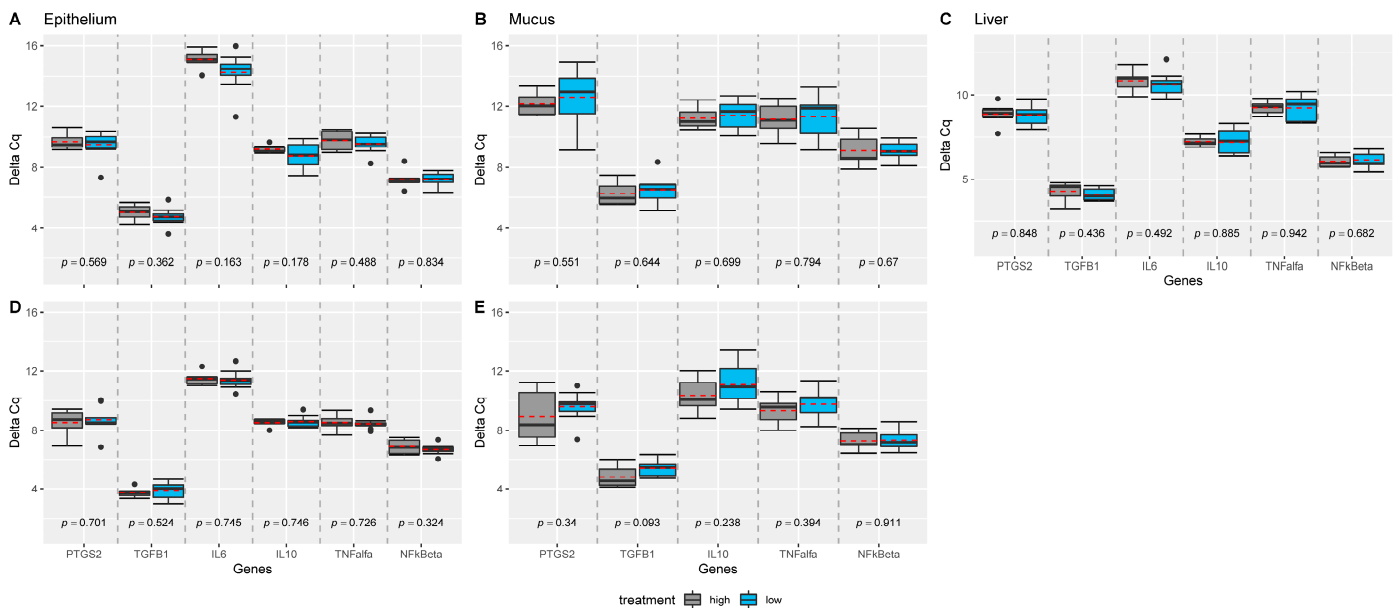 A Epithelium
Delta Cq
16
12
8
4
p = 0.569 p = 0.362 p = 0.163 p = 0.178 p = 0.488 p = 0.834
B Mucus
Delta Cq
16
12
8
4
p = 0.551 p = 0.644 p = 0.699 p = 0.794 p = 0.67
C Liver
Delta Cq
10
5
p = 0.848 p = 0.436 p = 0.492 p = 0.885 p = 0.942 p = 0.682
PTGS2 TGFB1 IL6 IL10 TNFalfa NFkBeta
Genes
D
Delta Cq
16
12
8
4
p = 0.701 p = 0.524 p = 0.745 p = 0.746 p = 0.726 p = 0.324
PTGS2 TGFB1 IL6 IL10 TNFalfa NFkBeta
Genes
E
Delta Cq
16
12
8
4
p = 0.34 p = 0.093 p = 0.238 p = 0.394 p = 0.911
PTGS2 TGFB1 IL10 TNFalfa NFkBeta
Genes
treatment high low